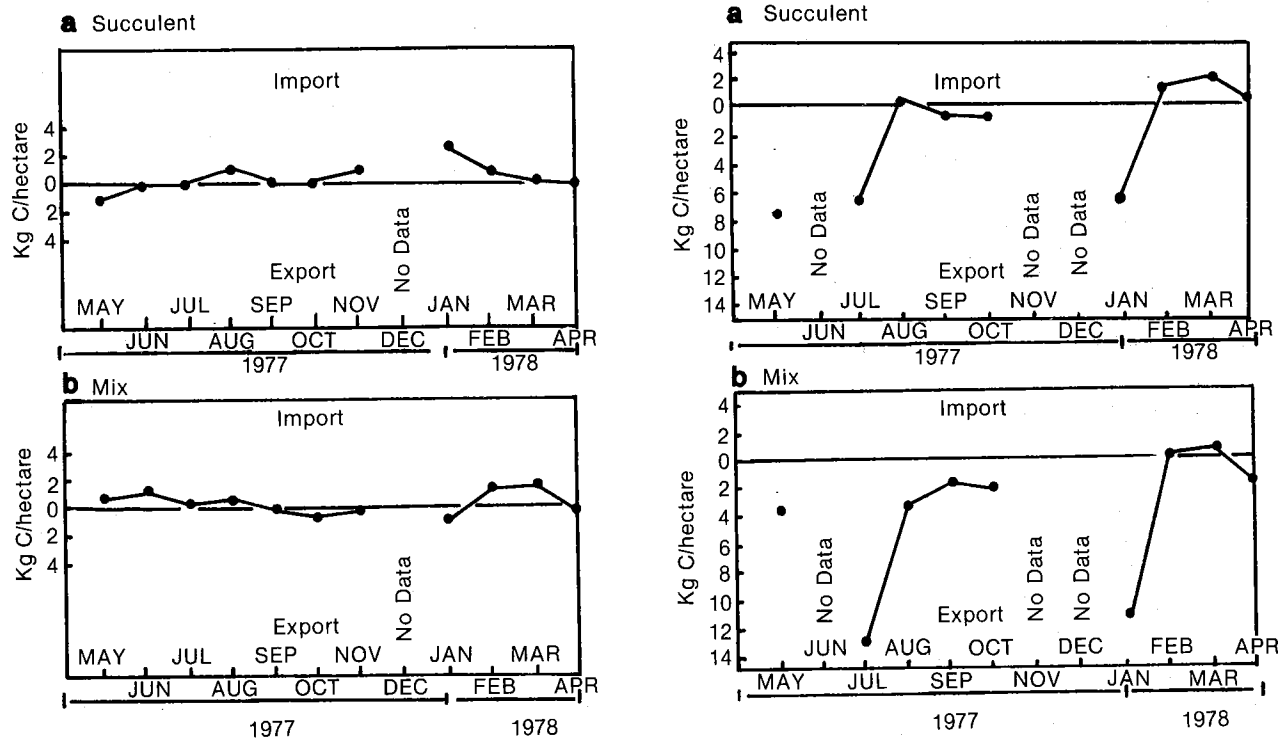 a Succulent
Import
Kg C/hectare
4
2
0
2
4
No Data
Export
MAY JUL SEP NOV JAN MAR
JUN AUG OCT DEC FEB APR
1977 1978
b Mix
Import
Kg C/hectare
4
2
0
2
4
No Data
Export
MAY JUL SEP NOV JAN MAR
JUN AUG OCT DEC FEB APR
1977 1978
a Succulent
4
2
0
2
4
6
8
10
12
14
Import
Kg C/hectare
No Data
No Data
No Data
Export
MAY JUL SEP NOV JAN MAR
JUN AUG OCT DEC FEB APR
1977 1978
b Mix
4
2
0
2
4
6
8
10
12
14
Import
Kg C/hectare
No Data
No Data
No Data
Export
JUN AUG OCT DEC FEB APR
MAY JUL SEP NOV JAN MAR
1977 1978